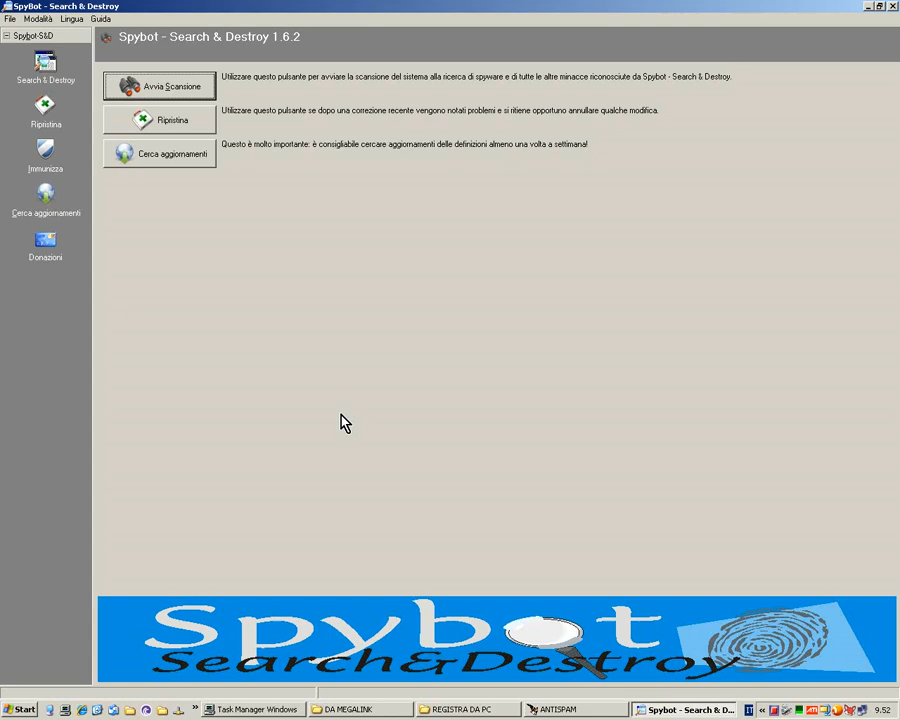 SpyBot - Search & Destroy
File Modalità Lingua Guida
Spybot-S&D
Spybot - Search & Destroy 1.6.2
Search & Destroy
Ripristina
Immunizza
Cerca aggiornamenti
Donazioni
Avvia Scansione
Utilizzare questo pulsante per avviare la scansione del sistema alla ricerca di spyware e di tutte le altre minacce riconosciute da Spybot - Search & Destroy.
Ripristina
Utilizzare questo pulsante se dopo una correzione recente vengono notati problemi e si ritiene opportuno annullare qualche modifica.
Cerca aggiornamenti
Questo è molto importante: è consigliabile cercare aggiornamenti delle definizioni almeno una volta a settimana!
Spybot
Search&Destroy
Start Task Manager Windows DA MEGALINK REGISTRA DA PC ANTISPAM Spybot - Search & D... IT 9.52